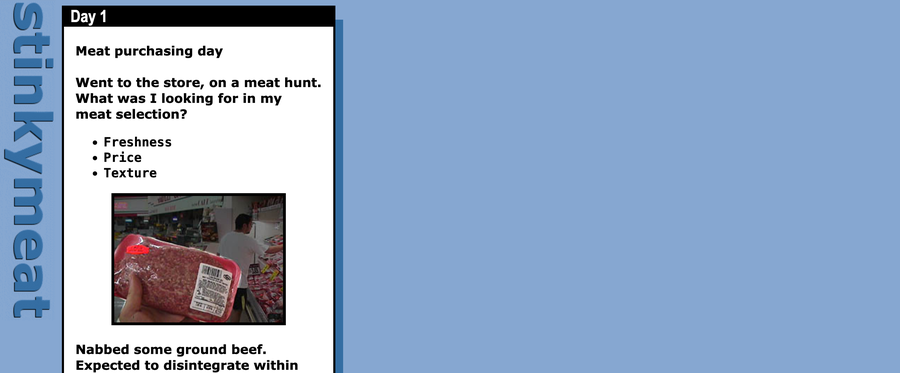 stinkymeat
Day 1
Meat purchasing day
Went to the store, on a meat hunt.
What was I looking for in my
meat selection?
• Freshness
• Price
• Texture
Nabbed some ground beef.
Expected to disintegrate within